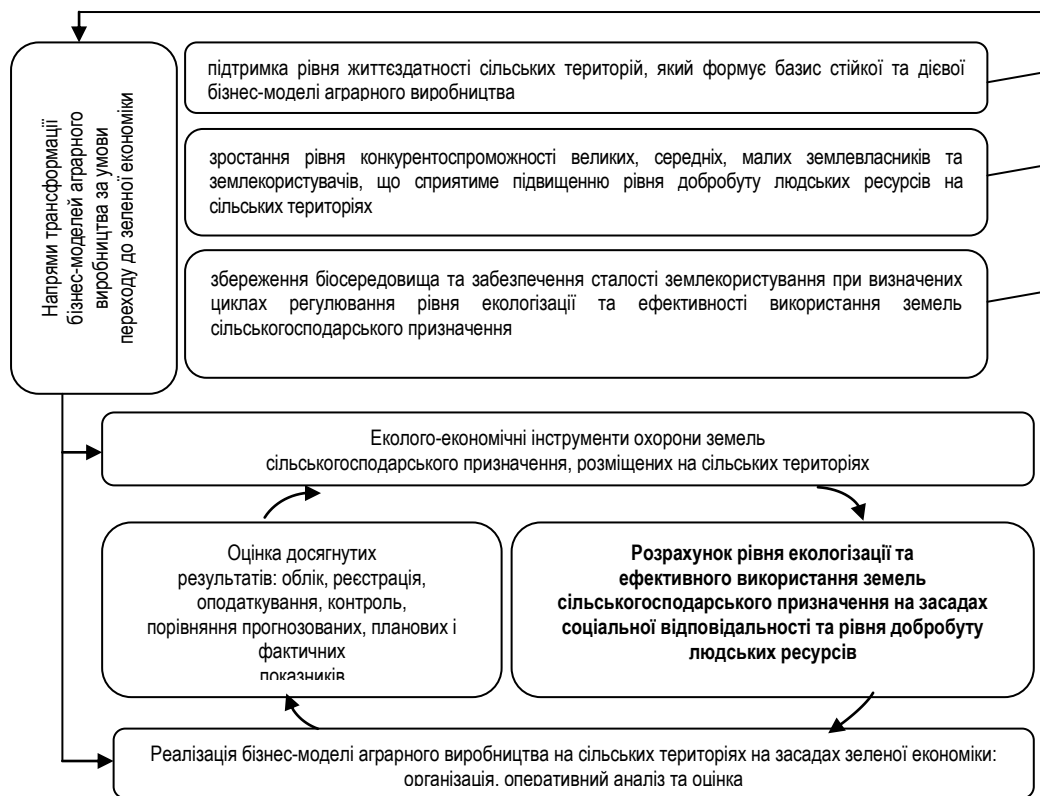 Напрями трансформації
бізнес-моделей аграрного
виробництва за умови
переходу до зеленої економіки
підтримка рівня життєздатності сільських територій, який формує базис стійкої та дієвої
бізнес-моделі аграрного виробництва
зростання рівня конкурентоспроможності великих, середніх, малих землевласників та
землекористувачів, що сприятиме підвищенню рівня добробуту людських ресурсів на
сільських територіях
збереження біосередовища та забезпечення сталості землекористування при визначених
циклах регулювання рівня екологізації та ефективності використання земель
сільськогосподарського призначення
Еколого-економічні інструменти охорони земель
сільськогосподарського призначення, розміщених на сільських територіях
Оцінка досягнутих
результатів: облік, реєстрація,
оподаткування, контроль,
порівняння прогнозованих, планових і
фактичних
показників
Розрахунок рівня екологізації та
ефективного використання земель
сільськогосподарського призначення на засадах
соціальної відповідальності та рівня добробуту
людських ресурсів
Реалізація бізнес-моделі аграрного виробництва на сільських територіях на засадах зеленої економіки:
організація, оперативний аналіз та оцінка